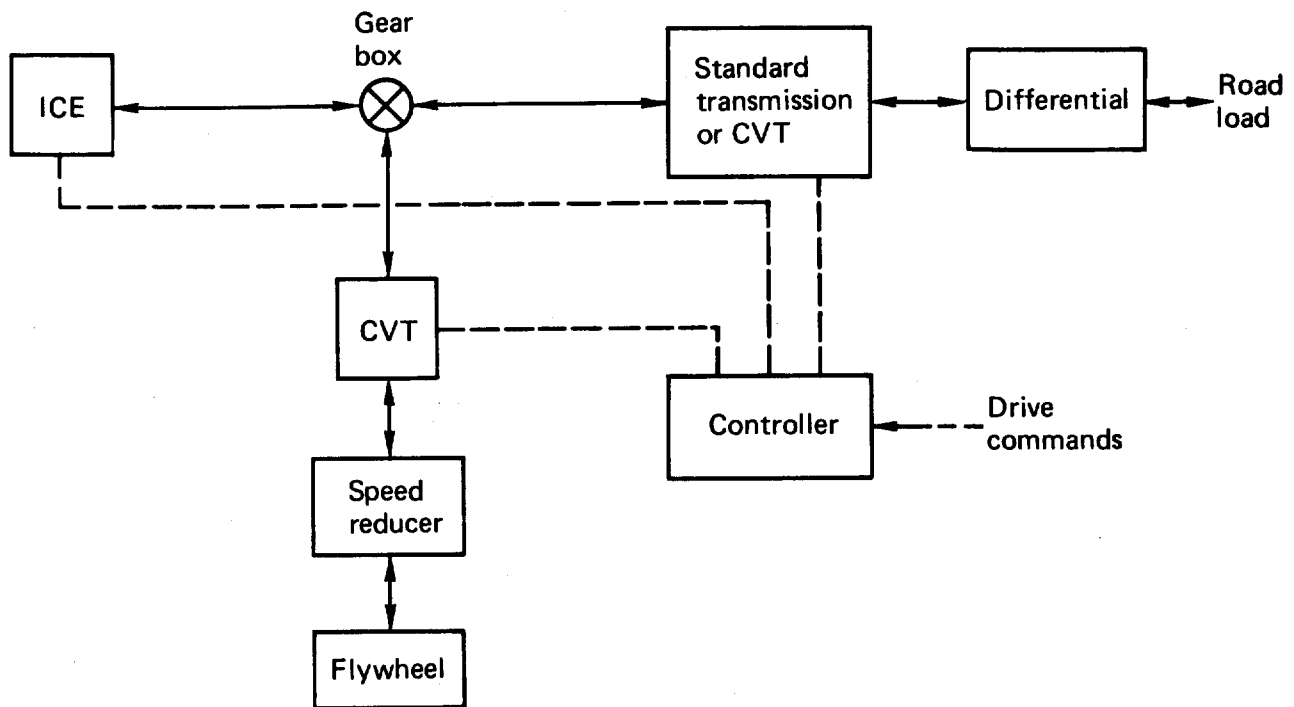 Gear
box
ICE
Standard
transmission
or CVT
Differential
Road
load
CVT
Controller
Drive
commands
Speed
reducer
Flywheel